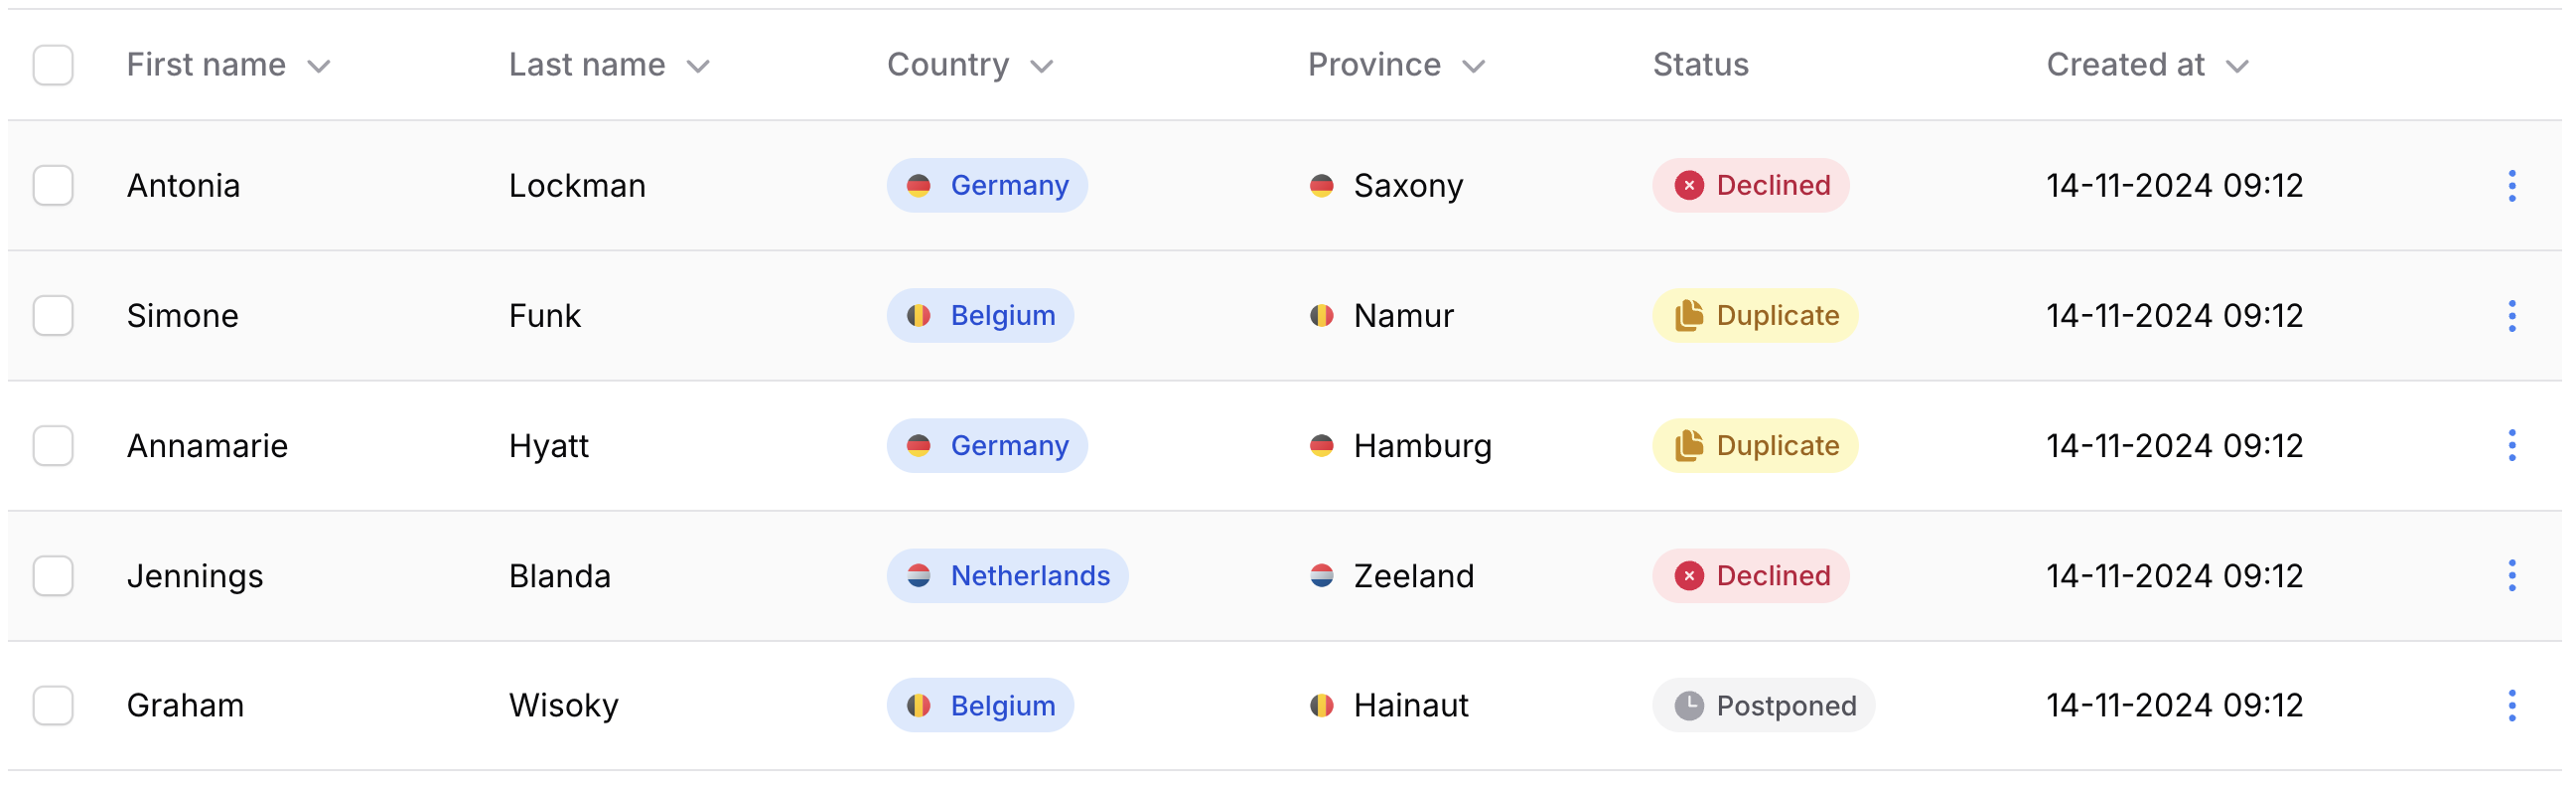 First name Last name Country Province Status Created at
Antonia Lockman Germany Saxony Declined 14-11-2024 09:12
Simone Funk Belgium Namur Duplicate 14-11-2024 09:12
Annamarie Hyatt Germany Hamburg Duplicate 14-11-2024 09:12
Jennings Blanda Netherlands Zeeland Declined 14-11-2024 09:12
Graham Wisoky Belgium Hainaut Postponed 14-11-2024 09:12